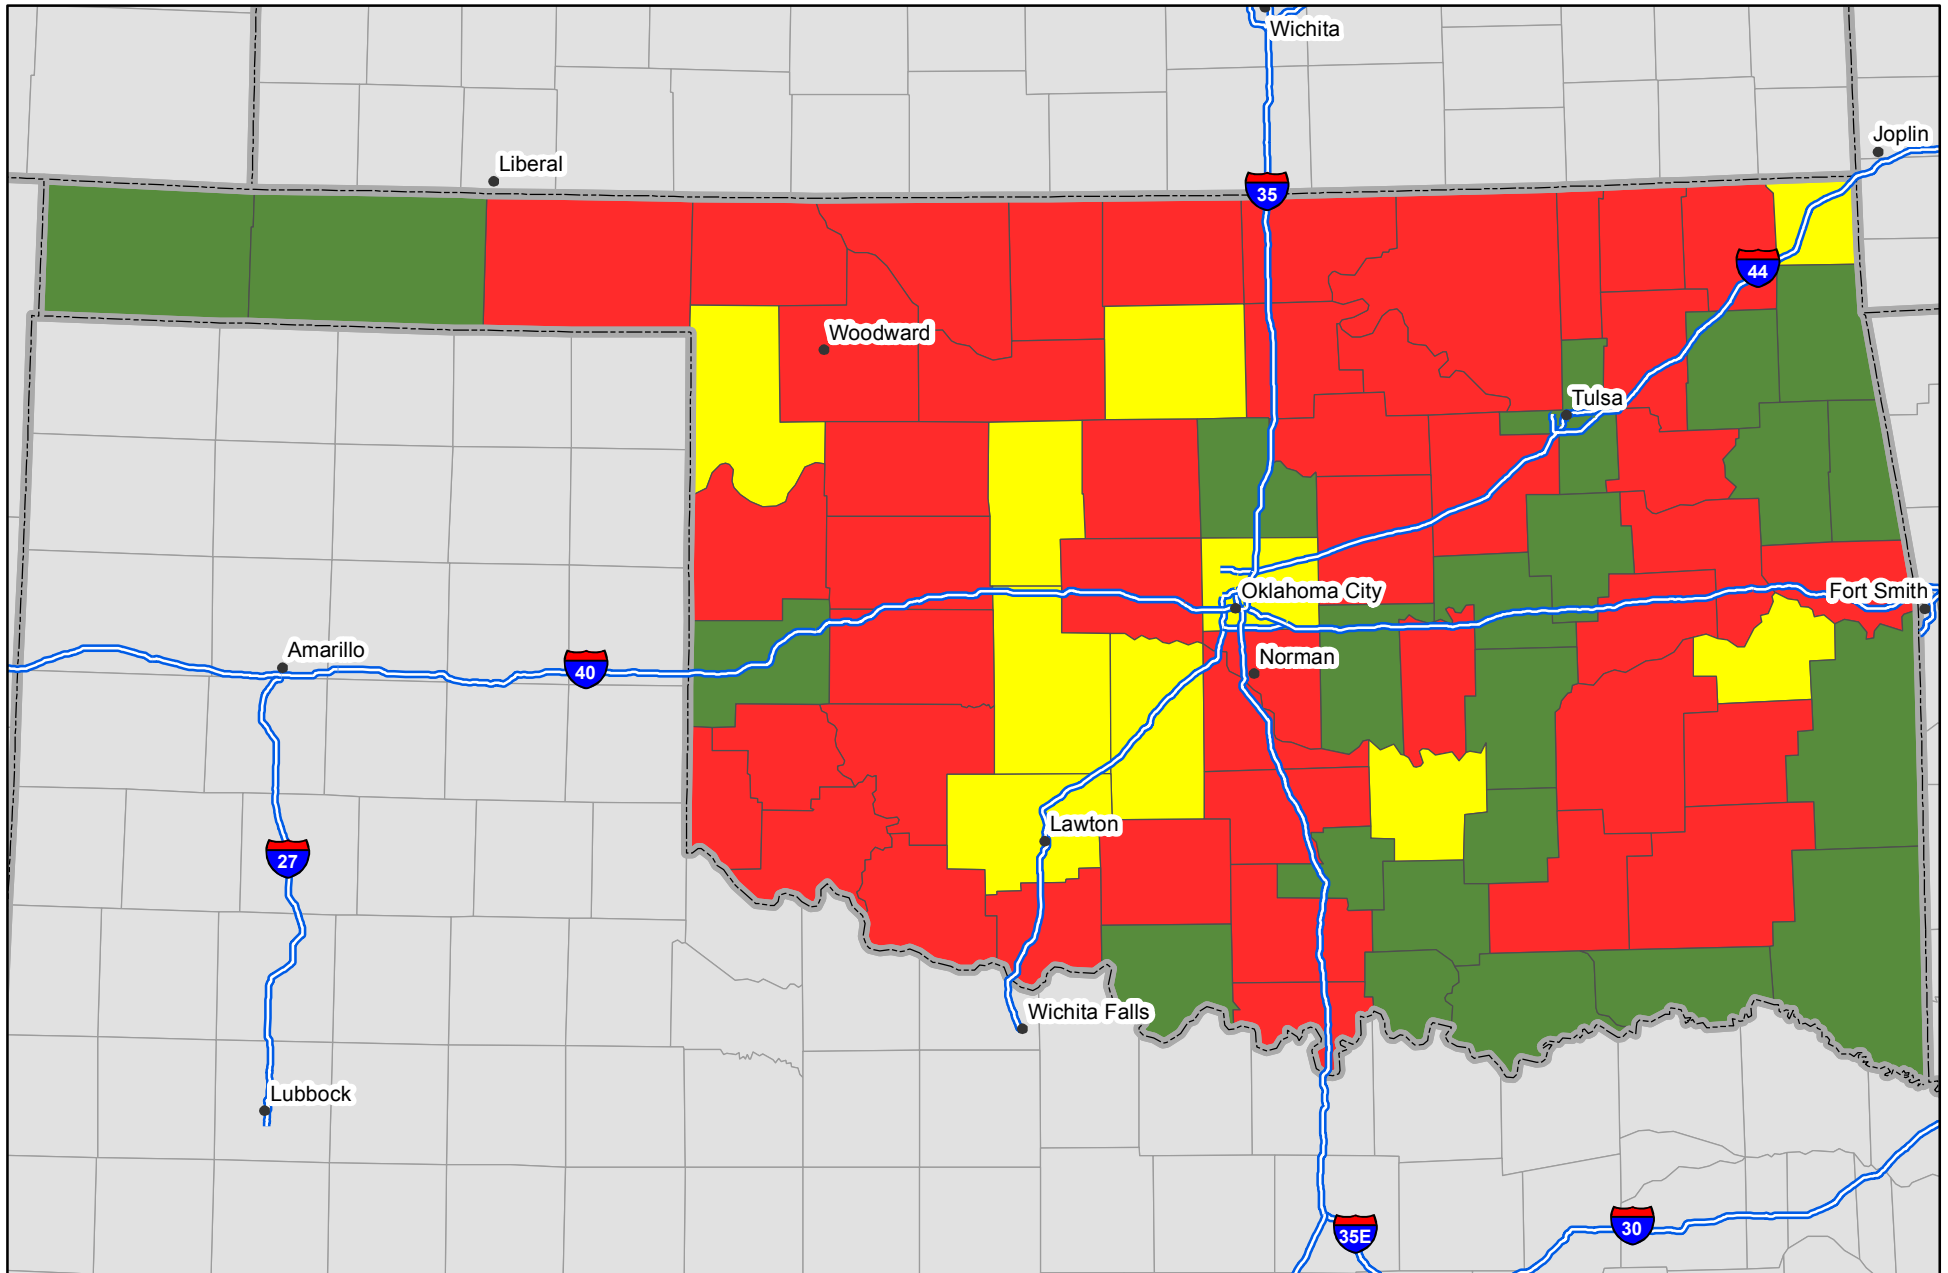 Wichita
Joplin
Liberal
35
44
Woodward
Tulsa
Oklahoma City
Fort Smith
Amarillo
Norman
40
Lawton
27
Wichita Falls
Lubbock
30
35E